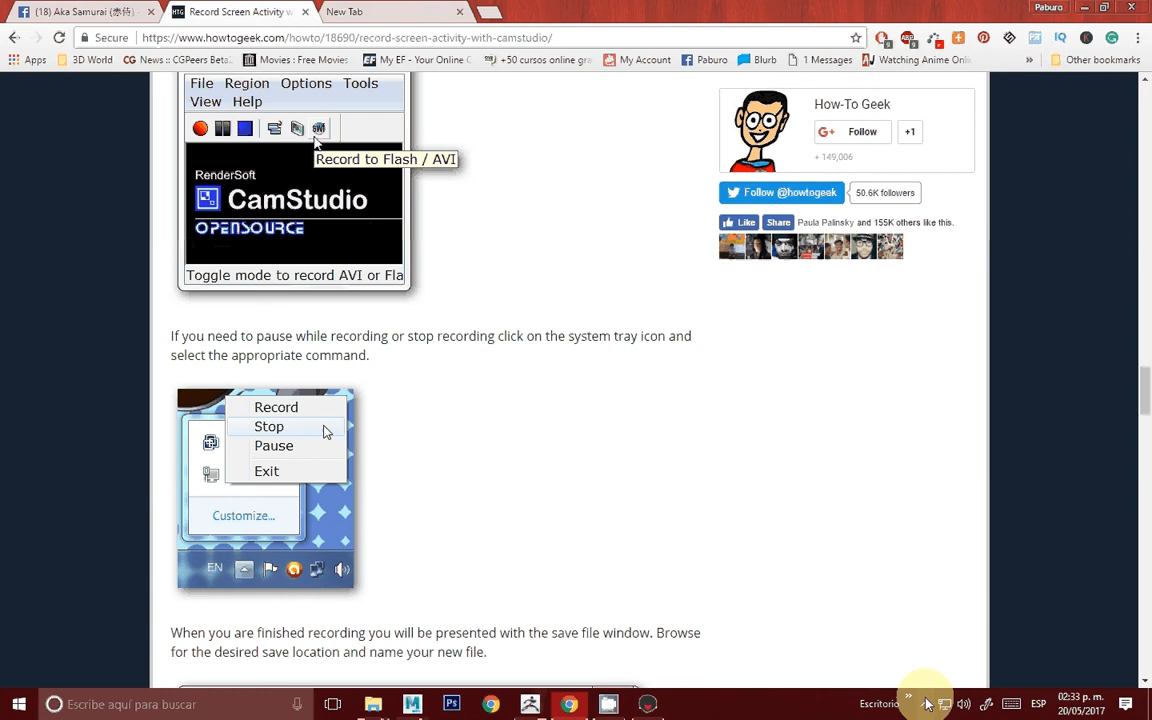 (18) Aka Samurai (赤侍)
Record Screen Activity w
New Tab
Paburo
Secure
https://www.howtogeek.com/howto/18690/record-screen-activity-with-camstudio/
Apps
3D World
News :: CGPeers Beta
Movies : Free Movies
My EF - Your Online C
+50 cursos online gra
My Account
Paburo
Blurb
1 Messages
Watching Anime Onli
Other bookmarks
File Region Options Tools
View Help
Record to Flash / AVI
RenderSoft
CamStudio
OPENSOURCE
Toggle mode to record AVI or Fla
How-To Geek
G+ Follow
+1
+ 149,006
Follow @howtogeek
50.6K followers
Like
Share
Paula Palinsky and 155K others like this.
If you need to pause while recording or stop recording click on the system tray icon and
select the appropriate command.
Record
Stop
Pause
Exit
Customize...
EN
When you are finished recording you will be presented with the save file window. Browse
for the desired save location and name your new file.
Escribe aquí para buscar
Escritorio
ESP
02:33 p. m.
20/05/2017